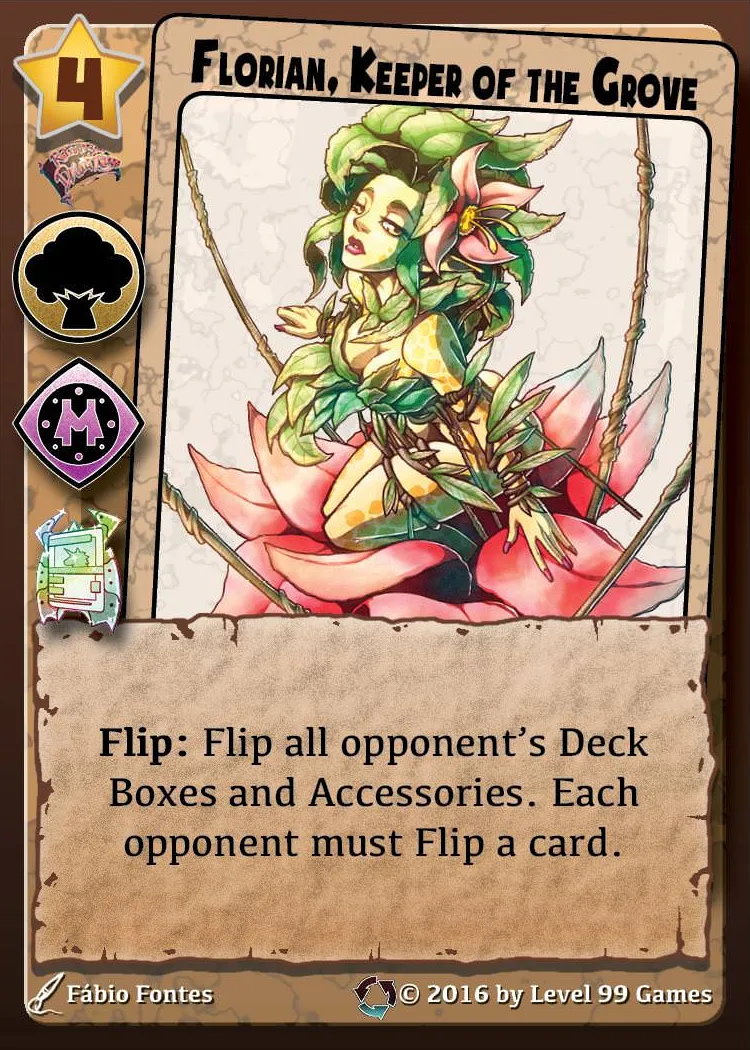 4
FLORIAN, KEEPER OF THE GROVE
M
Flip: Flip all opponent's Deck
Boxes and Accessories. Each
opponent must Flip a card.
Fábio Fontes
© 2016 by Level 99 Games